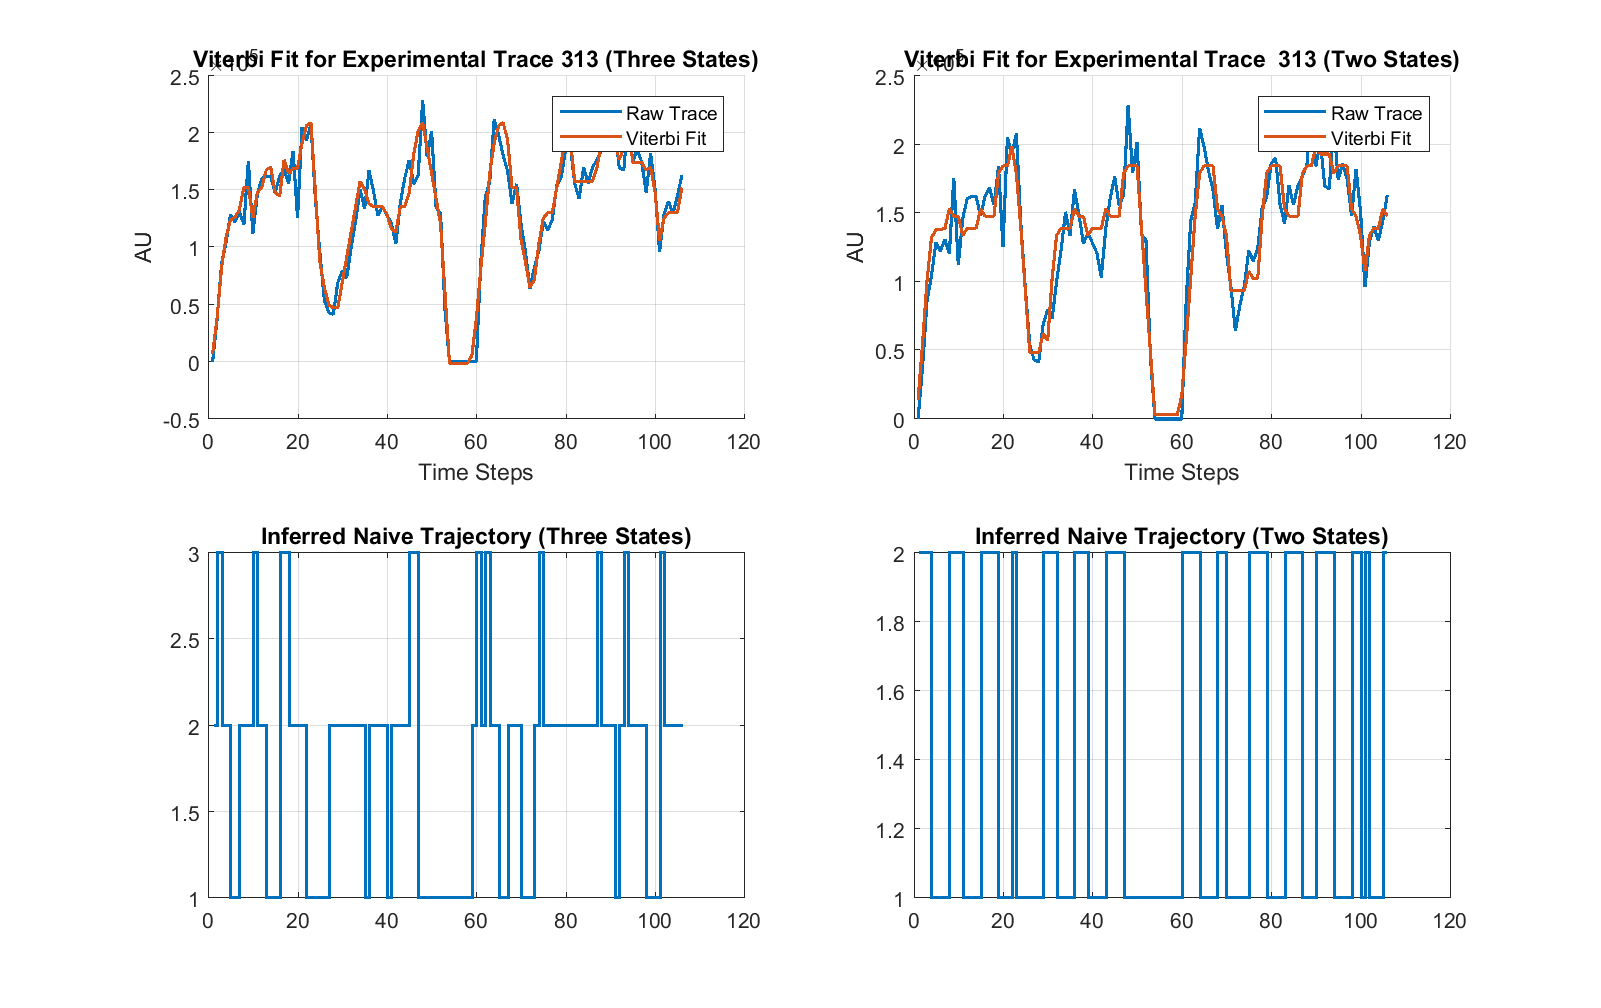 Viterbi Fit for Experimental Trace 313 (Three States)
×10^5
2.5
2
1.5
1
0.5
0
-0.5
AU
0 20 40 60 80 100 120
Time Steps
Raw Trace
Viterbi Fit
Viterbi Fit for Experimental Trace  313 (Two States)
×10^5
2.5
2
1.5
1
0.5
0
AU
0 20 40 60 80 100 120
Time Steps
Raw Trace
Viterbi Fit
Inferred Naive Trajectory (Three States)
3
2.5
2
1.5
1
0 20 40 60 80 100 120
Inferred Naive Trajectory (Two States)
2
1.8
1.6
1.4
1.2
1
0 20 40 60 80 100 120